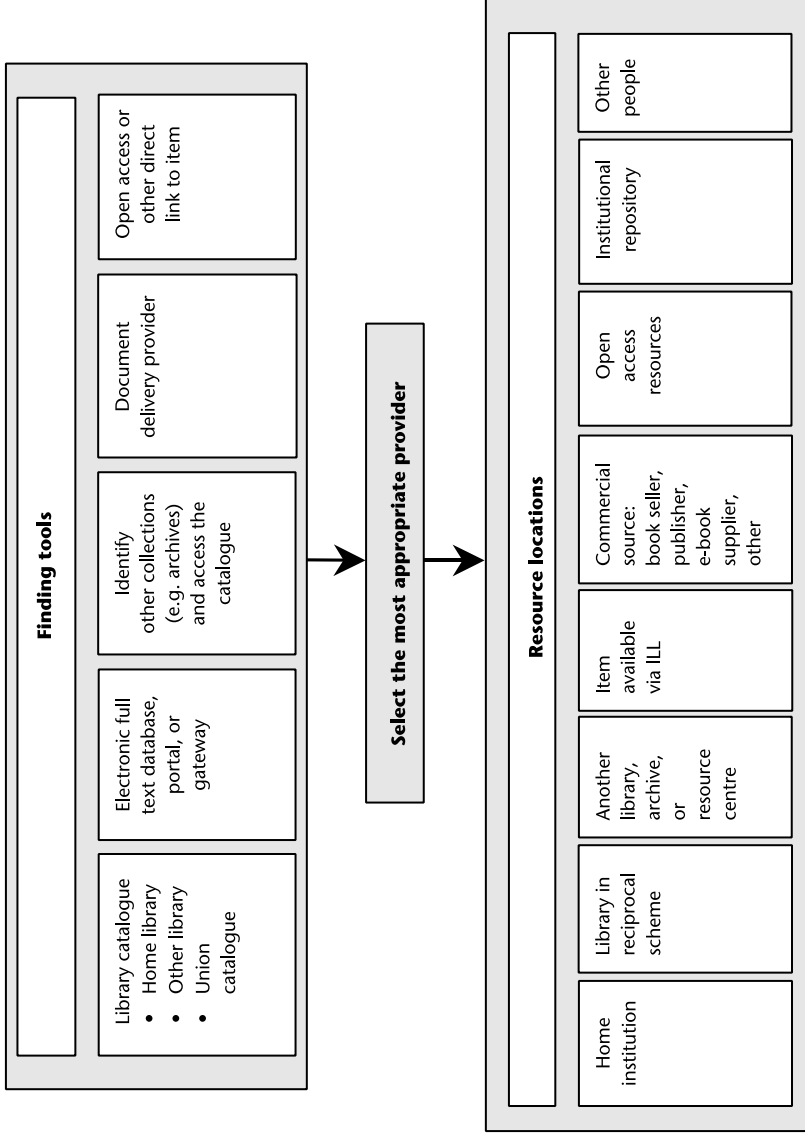 Finding tools
Library catalogue
• Home library
• Other library
• Union
catalogue
Electronic full
text database,
portal, or
gateway
Identify
other collections
(e.g. archives)
and access the
catalogue
Document
delivery provider
Open access or
other direct
link to item
Select the most appropriate provider
Resource locations
Home
institution
Library in
reciprocal
scheme
Another
library,
archive,
or
resource
centre
Item
available
via ILL
Commercial
source:
book seller,
publisher,
e-book
supplier,
other
Open
access
resources
Institutional
repository
Other
people